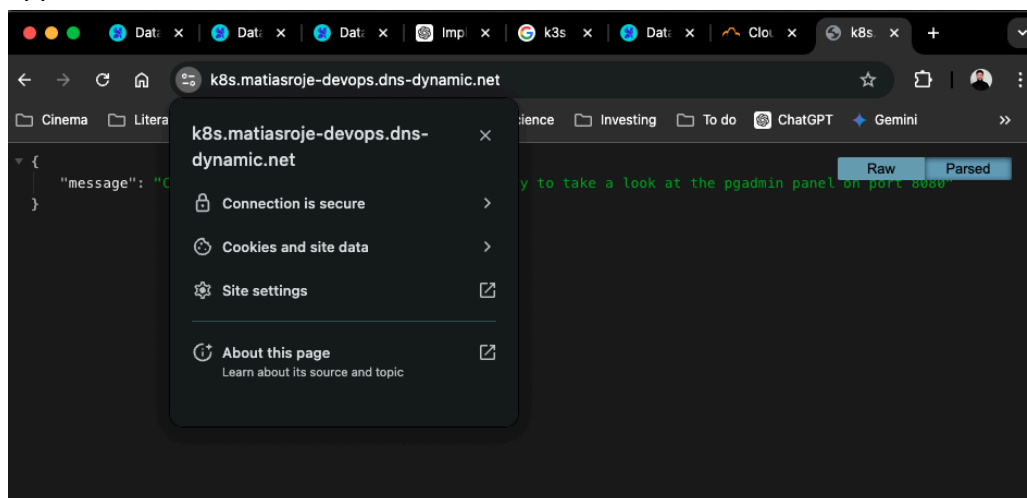 Data
Data
Data
Impl
k3s
Data
Clou
k8s.
k8s.matiasroje-devops.dns-dynamic.net
Cinema
Litera
cience
Investing
To do
ChatGPT
Gemini
k8s.matiasroje-devops.dns-
dynamic.net
Connection is secure
Cookies and site data
Site settings
About this page
Learn about its source and topic
Raw
Parsed
{
"message": "C y to take a look at the pgadmin panel on port 8080"
}